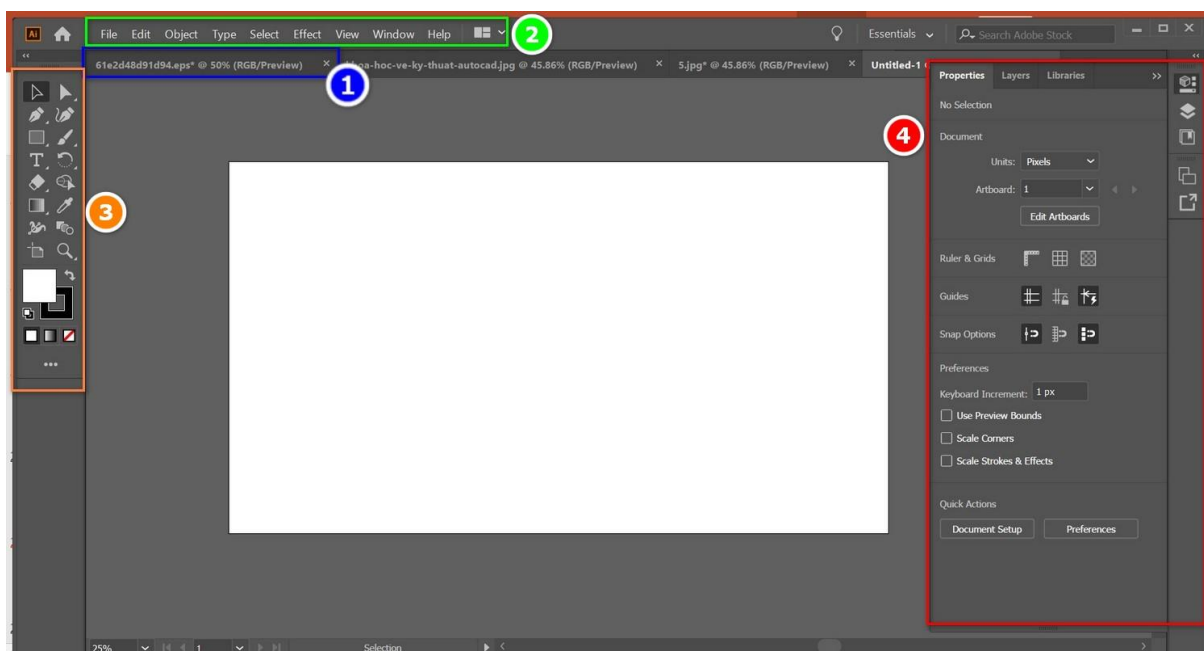 Ai File Edit Object Type Select Effect View Window Help Essentials Search Adobe Stock
2
61e2d48d91d94.eps* @ 50% (RGB/Preview) × hoa-hoc-ve-ky-thuat-autocad.jpg @ 45.86% (RGB/Preview) × 5.jpg* @ 45.86% (RGB/Preview) × Untitled-1
1
Properties Layers Libraries
No Selection
4
Document
Units: Pixels
Artboard: 1
Edit Artboards
3
Ruler & Grids
Guides
Snap Options
Preferences
Keyboard Increment: 1 px
Use Preview Bounds
Scale Corners
Scale Strokes & Effects
Quick Actions
Document Setup Preferences
25% 1 Selection